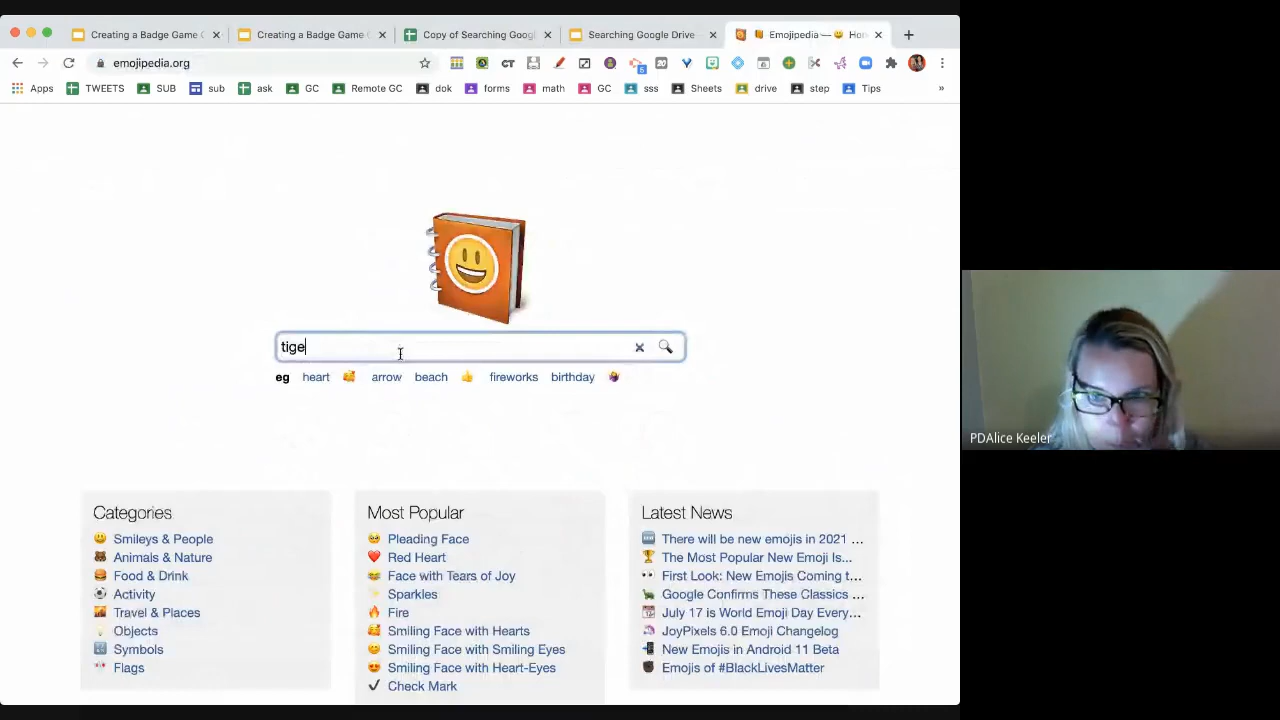 Creating a Badge Game
Creating a Badge Game
Copy of Searching Googl
Searching Google Drive
Emojipedia — 😃 Hon
emojipedia.org
Apps TWEETS SUB sub ask GC Remote GC dok forms math GC sss Sheets drive step Tips »
tige
eg heart arrow beach fireworks birthday
Categories
Smileys & People
Animals & Nature
Food & Drink
Activity
Travel & Places
Objects
Symbols
Flags
Most Popular
Pleading Face
Red Heart
Face with Tears of Joy
Sparkles
Fire
Smiling Face with Hearts
Smiling Face with Smiling Eyes
Smiling Face with Heart-Eyes
Check Mark
Latest News
There will be new emojis in 2021 ...
The Most Popular New Emoji Is...
First Look: New Emojis Coming t...
Google Confirms These Classics ...
July 17 is World Emoji Day Every...
JoyPixels 6.0 Emoji Changelog
New Emojis in Android 11 Beta
Emojis of #BlackLivesMatter
PDAlice Keeler